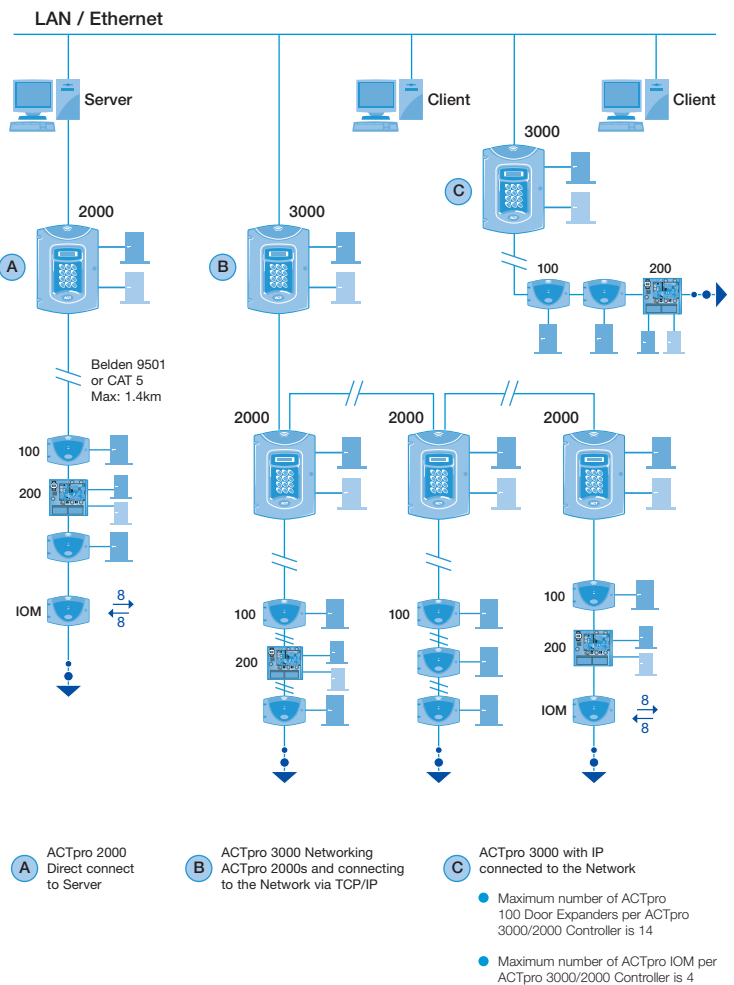 LAN / Ethernet
Server
Client
Client
3000
C
2000
3000
A
B
100
200
Belden 9501
or CAT 5
Max: 1.4km
2000
2000
2000
100
200
IOM
8
8
100
200
100
100
200
IOM
8
8
A
ACTpro 2000
Direct connect
to Server
B
ACTpro 3000 Networking
ACTpro 2000s and connecting
to the Network via TCP/IP
C
ACTpro 3000 with IP
connected to the Network
Maximum number of ACTpro
100 Door Expanders per ACTpro
3000/2000 Controller is 14
Maximum number of ACTpro IOM per
ACTpro 3000/2000 Controller is 4